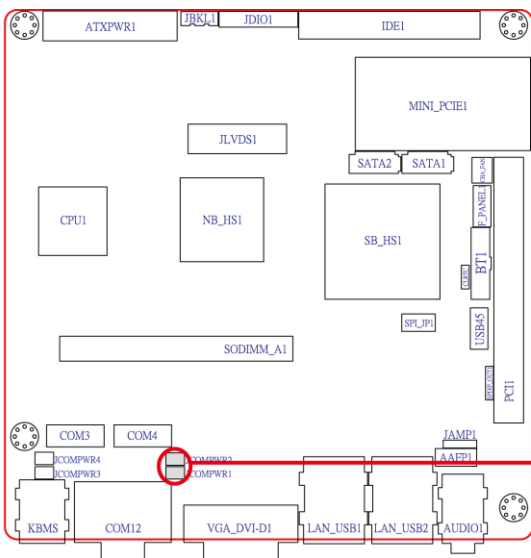 ATXPWR1
JBKL1
JDIO1
IDE1
MINI_PCIE1
JLVDS1
SATA2
SATA1
F_PANEL1
CPU1
NB_HS1
SB_HS1
BT1
SPI_JP1
USB45
SODIMM_A1
PCI1
COM3
COM4
JAMP1
JCOMPWR4
JCOMPWR2
AAFP1
JCOMPWR3
JCOMPWR1
KBMS
COM12
VGA_DVI-D1
LAN_USB1
LAN_USB2
AUDIO1